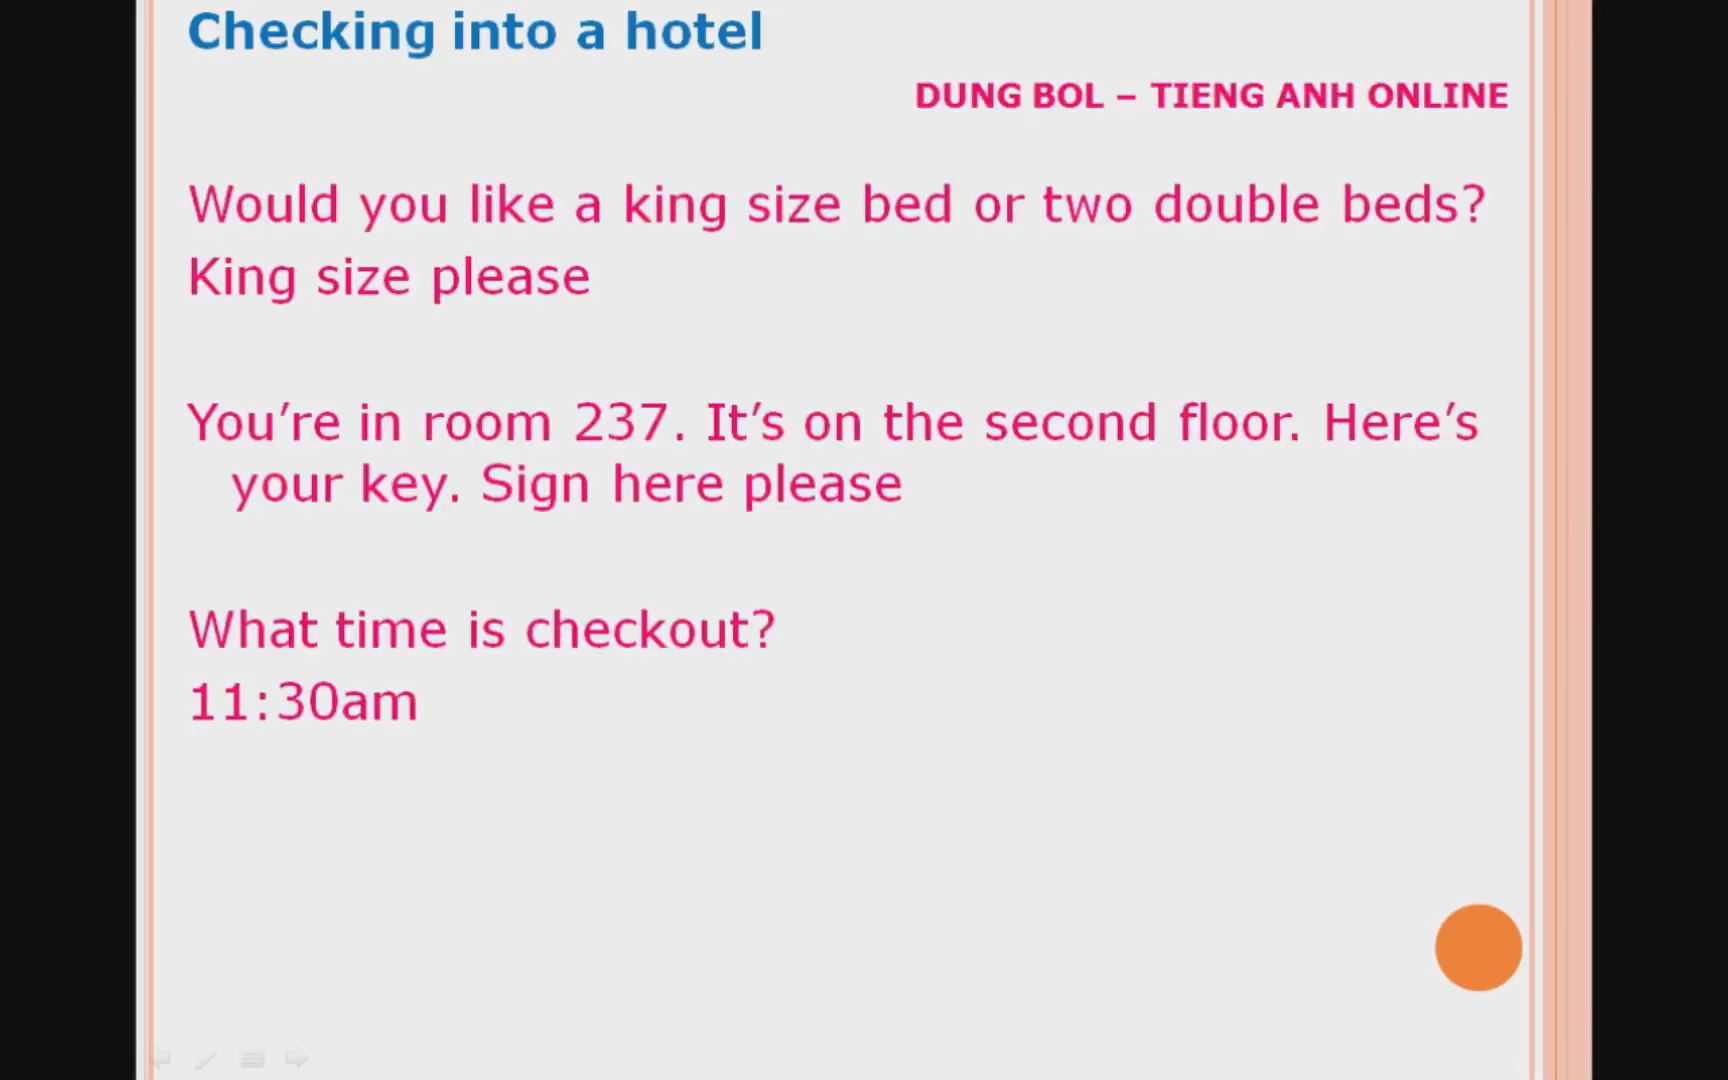 Checking into a hotel
DUNG BOL – TIENG ANH ONLINE
Would you like a king size bed or two double beds?
King size please
You’re in room 237. It’s on the second floor. Here’s
your key. Sign here please
What time is checkout?
11:30am